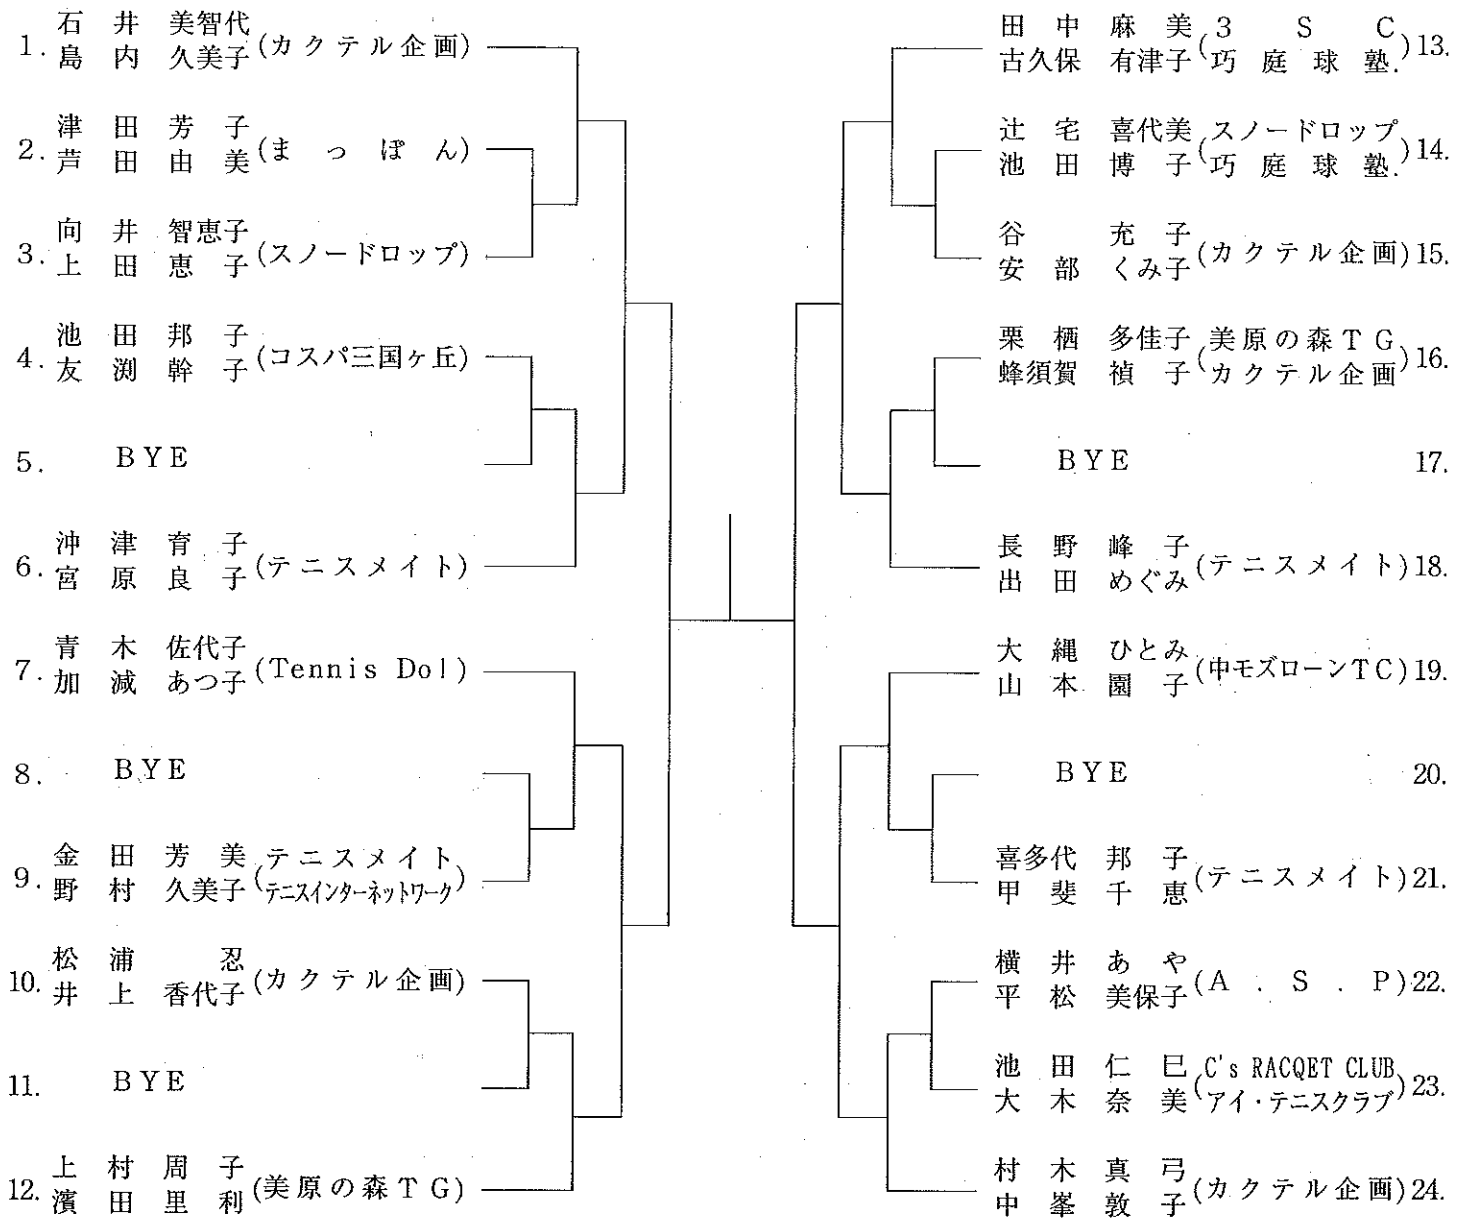 1. 石井 美智代 (カクテル企画)
島内 久美子
2. 津田 芳子 (まっぽん)
芦田 由美
3. 向井 智恵子 (スノードロップ)
上田 恵子
4. 池田 邦子 (コスパ三国ヶ丘)
友渕 幹子
5. BYE
6. 沖津 育子 (テニスメイト)
宮原 良子
7. 青木 佐代子 (Tennis Do!)
加減 あつ子
8. BYE
9. 金田 芳美 (テニスメイト
野村 久美子 テニスインターネットワーク)
10. 松浦 忍 (カクテル企画)
井上 香代子
11. BYE
12. 上村 周子 (美原の森TG)
濱田 里利
田中 麻美 (3SC 13.
古久保 有津子 巧庭球塾.)
辻宅 喜代美 (スノードロップ 14.
池田 博子 巧庭球塾.)
谷 充子 (カクテル企画) 15.
安部 くみ子
栗栖 多佳子 (美原の森TG 16.
蜂須賀 禎子 カクテル企画)
BYE 17.
長野 峰子 (テニスメイト) 18.
出田 めぐみ
大縄 ひとみ (中モズローンTC) 19.
山本 園子
BYE 20.
喜多代 邦子 (テニスメイト) 21.
甲斐 千恵
横井 あや (A.S.P) 22.
平松 美保子
池田 仁巳 (C's RACQET CLUB 23.
大木 奈美 アイ・テニスクラブ)
村木 真弓 (カクテル企画) 24.
中峯 敦子